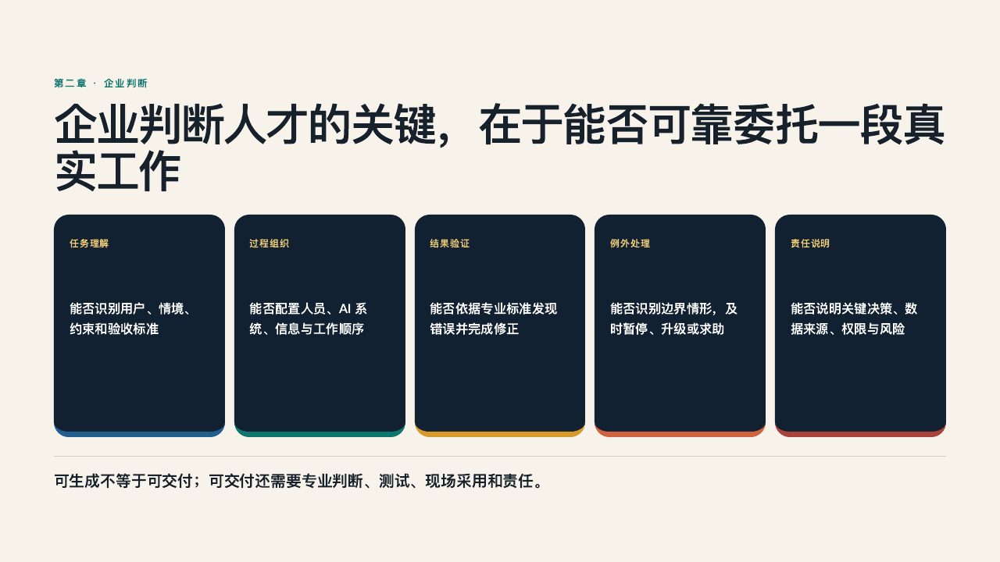 第二章 · 企业判断
企业判断人才的关键，在于能否可靠委托一段真
实工作
任务理解
能否识别用户、情境、
约束和验收标准
过程组织
能否配置人员、AI 系
统、信息与工作顺序
结果验证
能否依据专业标准发现
错误并完成修正
例外处理
能否识别边界情形，及
时暂停、升级或求助
责任说明
能否说明关键决策、数
据来源、权限与风险
可生成不等于可交付；可交付还需要专业判断、测试、现场采用和责任。